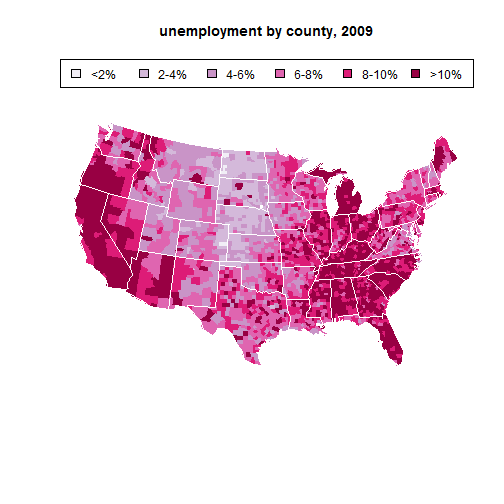 unemployment by county, 2009
<2% 2-4% 4-6% 6-8% 8-10% >10%